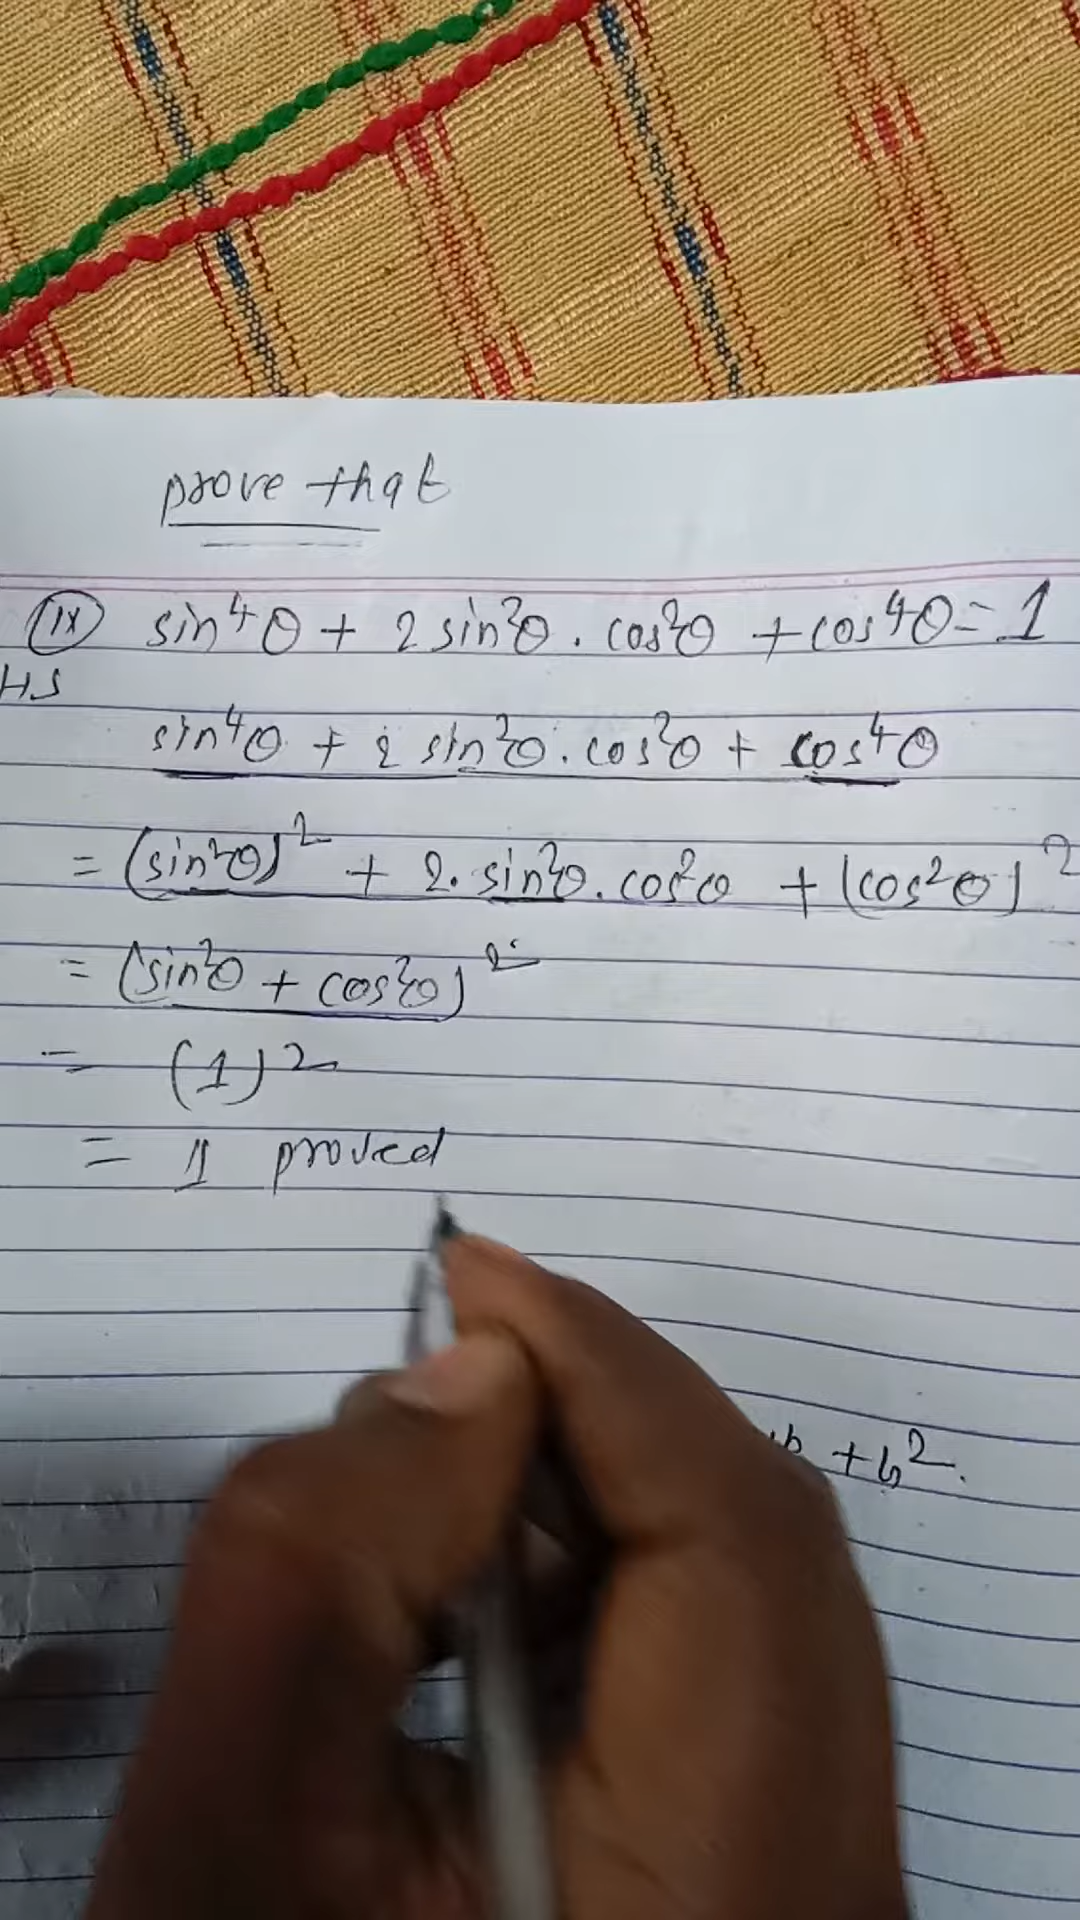 prove that
(ix) sin⁴θ + 2 sin²θ . cos²θ + cos⁴θ = 1
HS
sin⁴θ + 2 sin²θ . cos²θ + cos⁴θ
= (sin²θ)² + 2. sin²θ . cos²θ + (cos²θ)²
= (sin²θ + cos²θ)²
= (1)²
= 1 proved
+ b².